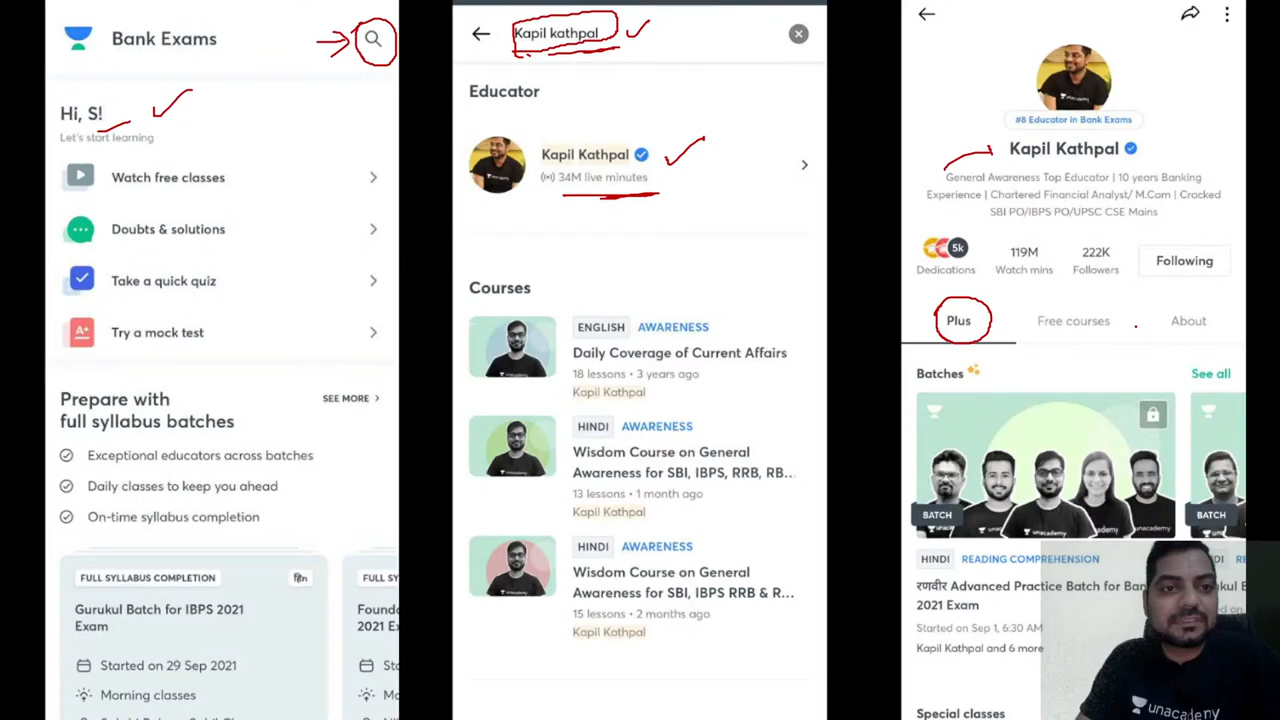 Bank Exams
Hi, S!
Let's start learning
Watch free classes
Doubts & solutions
Take a quick quiz
A+
Try a mock test
Prepare with
full syllabus batches
SEE MORE >
Exceptional educators across batches
Daily classes to keep you ahead
On-time syllabus completion
FULL SYLLABUS COMPLETION
हिn
Gurukul Batch for IBPS 2021
Exam
Started on 29 Sep 2021
Morning classes
FULL SY
Found
2021 E
Sta
Mo
Kapil kathpal
Educator
Kapil Kathpal
34M live minutes
Courses
ENGLISH AWARENESS
Daily Coverage of Current Affairs
18 lessons • 3 years ago
Kapil Kathpal
HINDI AWARENESS
Wisdom Course on General
Awareness for SBI, IBPS, RRB, RB...
13 lessons • 1 month ago
Kapil Kathpal
HINDI AWARENESS
Wisdom Course on General
Awareness for SBI, IBPS RRB & R...
15 lessons • 2 months ago
Kapil Kathpal
#8 Educator in Bank Exams
Kapil Kathpal
General Awareness Top Educator | 10 years Banking
Experience | Chartered Financial Analyst/ M.Com | Cracked
SBI PO/IBPS PO/UPSC CSE Mains
5k
Dedications
119M
Watch mins
222K
Followers
Following
Plus
Free courses
About
Batches
See all
unacademy
BATCH
BATCH
HINDI READING COMPREHENSION
रणवीर Advanced Practice Batch for Ban
2021 Exam
Started on Sep 1, 6:30 AM
Kapil Kathpal and 6 more
Special classes
unacademy